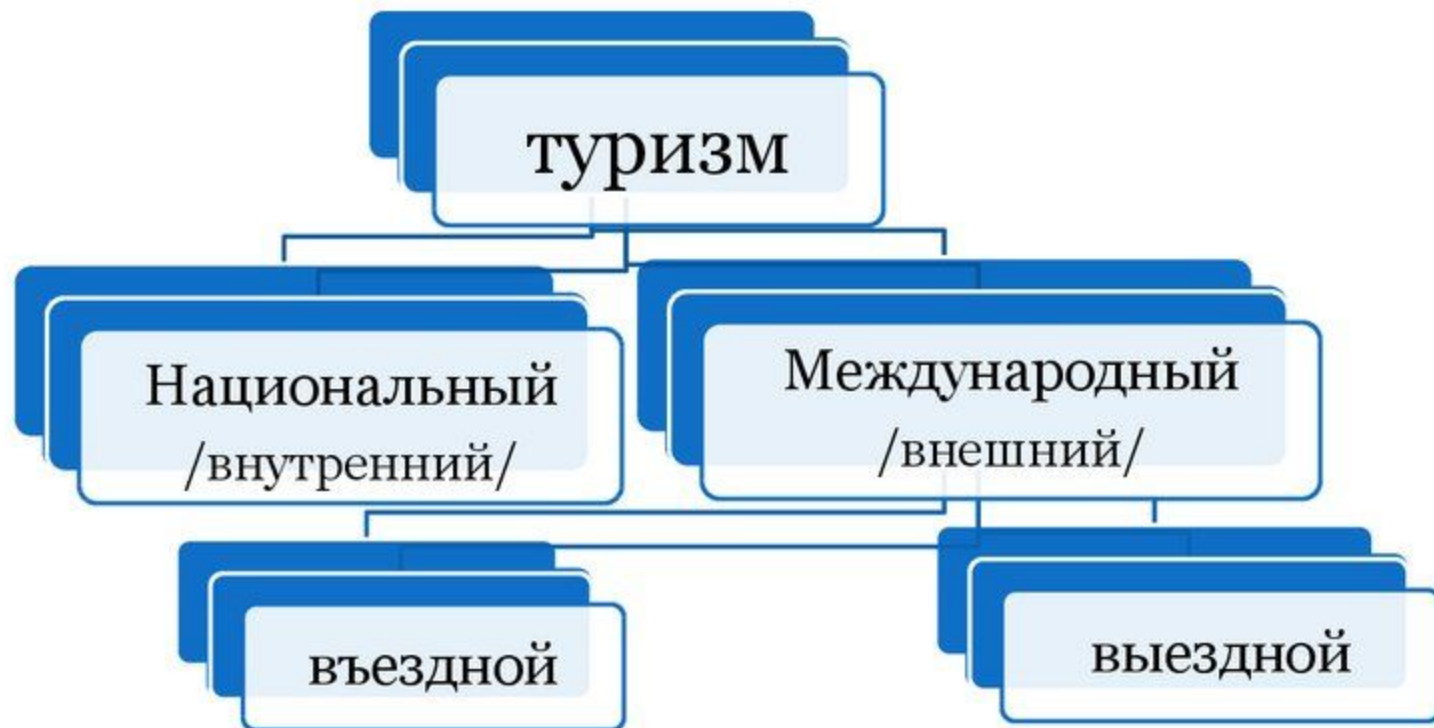 туризм
Национальный
/внутренний/
Международный
/внешний/
въездной
выездной